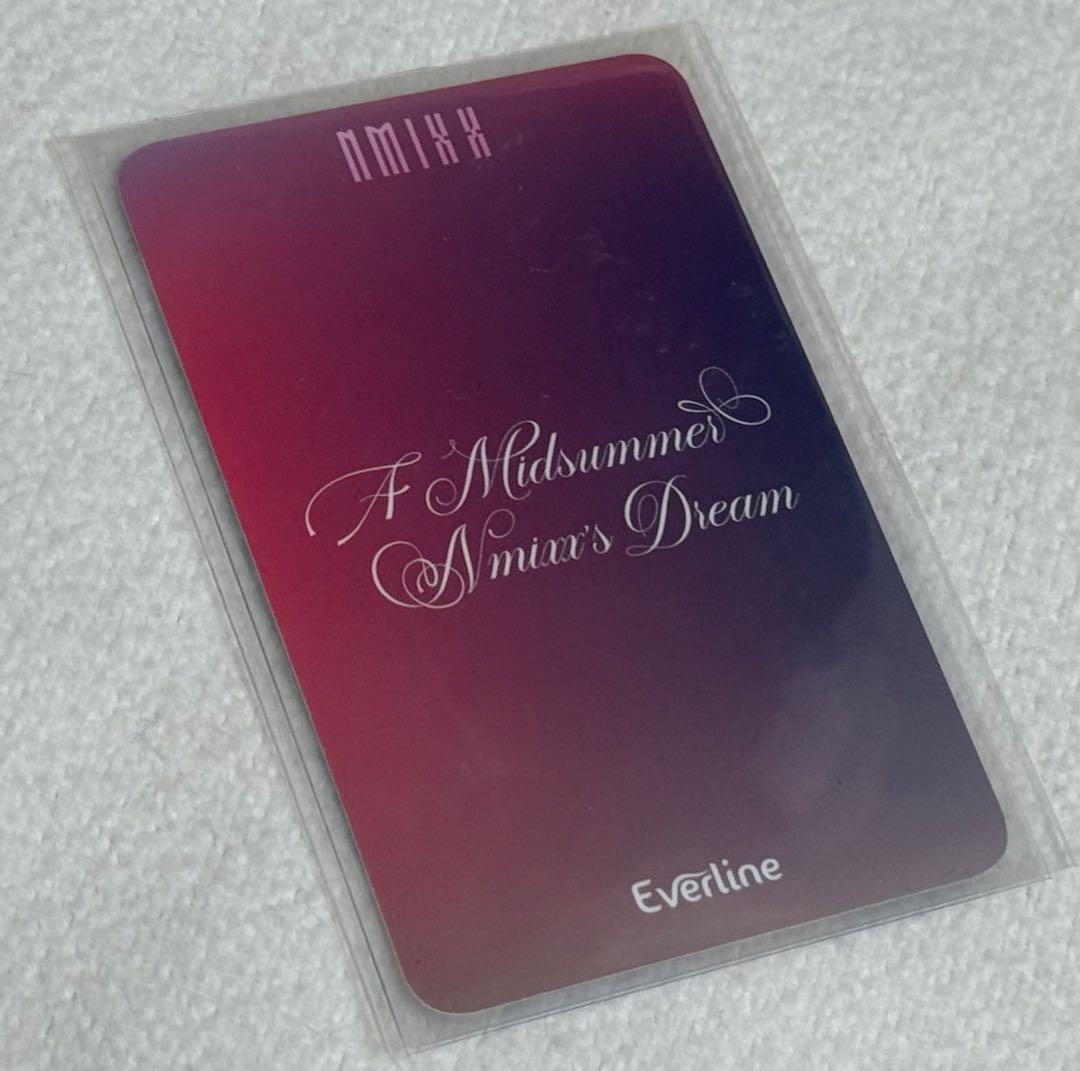 NMIXX
A Midsummer
Nmixx's Dream
Everline